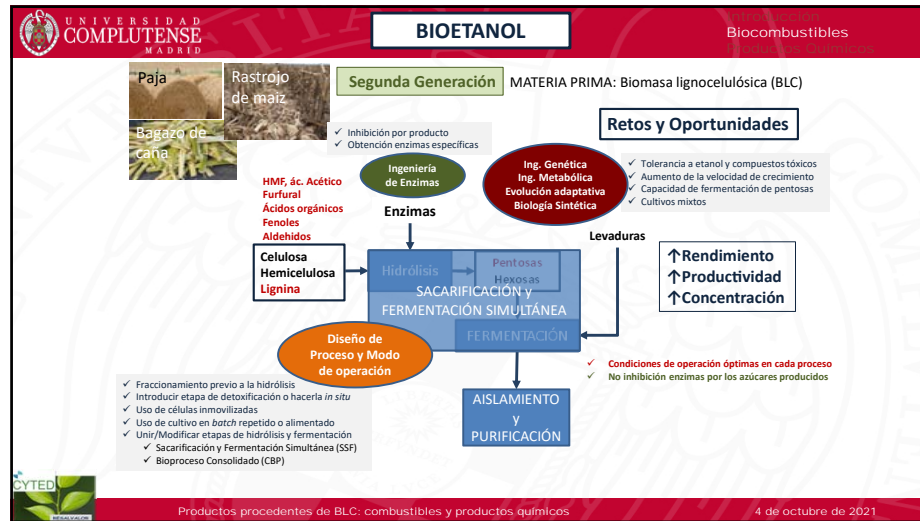 UNIVERSIDAD
COMPLUTENSE
MADRID
BIOETANOL
Introducción
Biocombustibles
Productos Químicos
Paja
Rastrojo
de maiz
Bagazo de
caña
Segunda Generación
MATERIA PRIMA: Biomasa lignocelulósica (BLC)
Retos y Oportunidades
✓ Inhibición por producto
✓ Obtención enzimas específicas
Ingeniería
de Enzimas
Enzimas
Ing. Genética
Ing. Metabólica
Evolución adaptativa
Biología Sintética
✓ Tolerancia a etanol y compuestos tóxicos
✓ Aumento de la velocidad de crecimiento
✓ Capacidad de fermentación de pentosas
✓ Cultivos mixtos
Levaduras
HMF, ác. Acético
Furfural
Ácidos orgánicos
Fenoles
Aldehidos
Celulosa
Hemicelulosa
Lignina
Hidrólisis
Pentosas
Hexosas
SACARIFICACIÓN y
FERMENTACIÓN SIMULTÁNEA
FERMENTACIÓN
↑Rendimiento
↑Productividad
↑Concentración
Diseño de
Proceso y Modo
de operación
✓ Condiciones de operación óptimas en cada proceso
✓ No inhibición enzimas por los azúcares producidos
✓ Fraccionamiento previo a la hidrólisis
✓ Introducir etapa de detoxificación o hacerla in situ
✓ Uso de células inmovilizadas
✓ Uso de cultivo en batch repetido o alimentado
✓ Unir/Modificar etapas de hidrólisis y fermentación
✓ Sacarificación y Fermentación Simultánea (SSF)
✓ Bioproceso Consolidado (CBP)
AISLAMIENTO
y
PURIFICACIÓN
CYTED
RESALVALOR
Productos procedentes de BLC: combustibles y productos químicos
4 de octubre de 2021